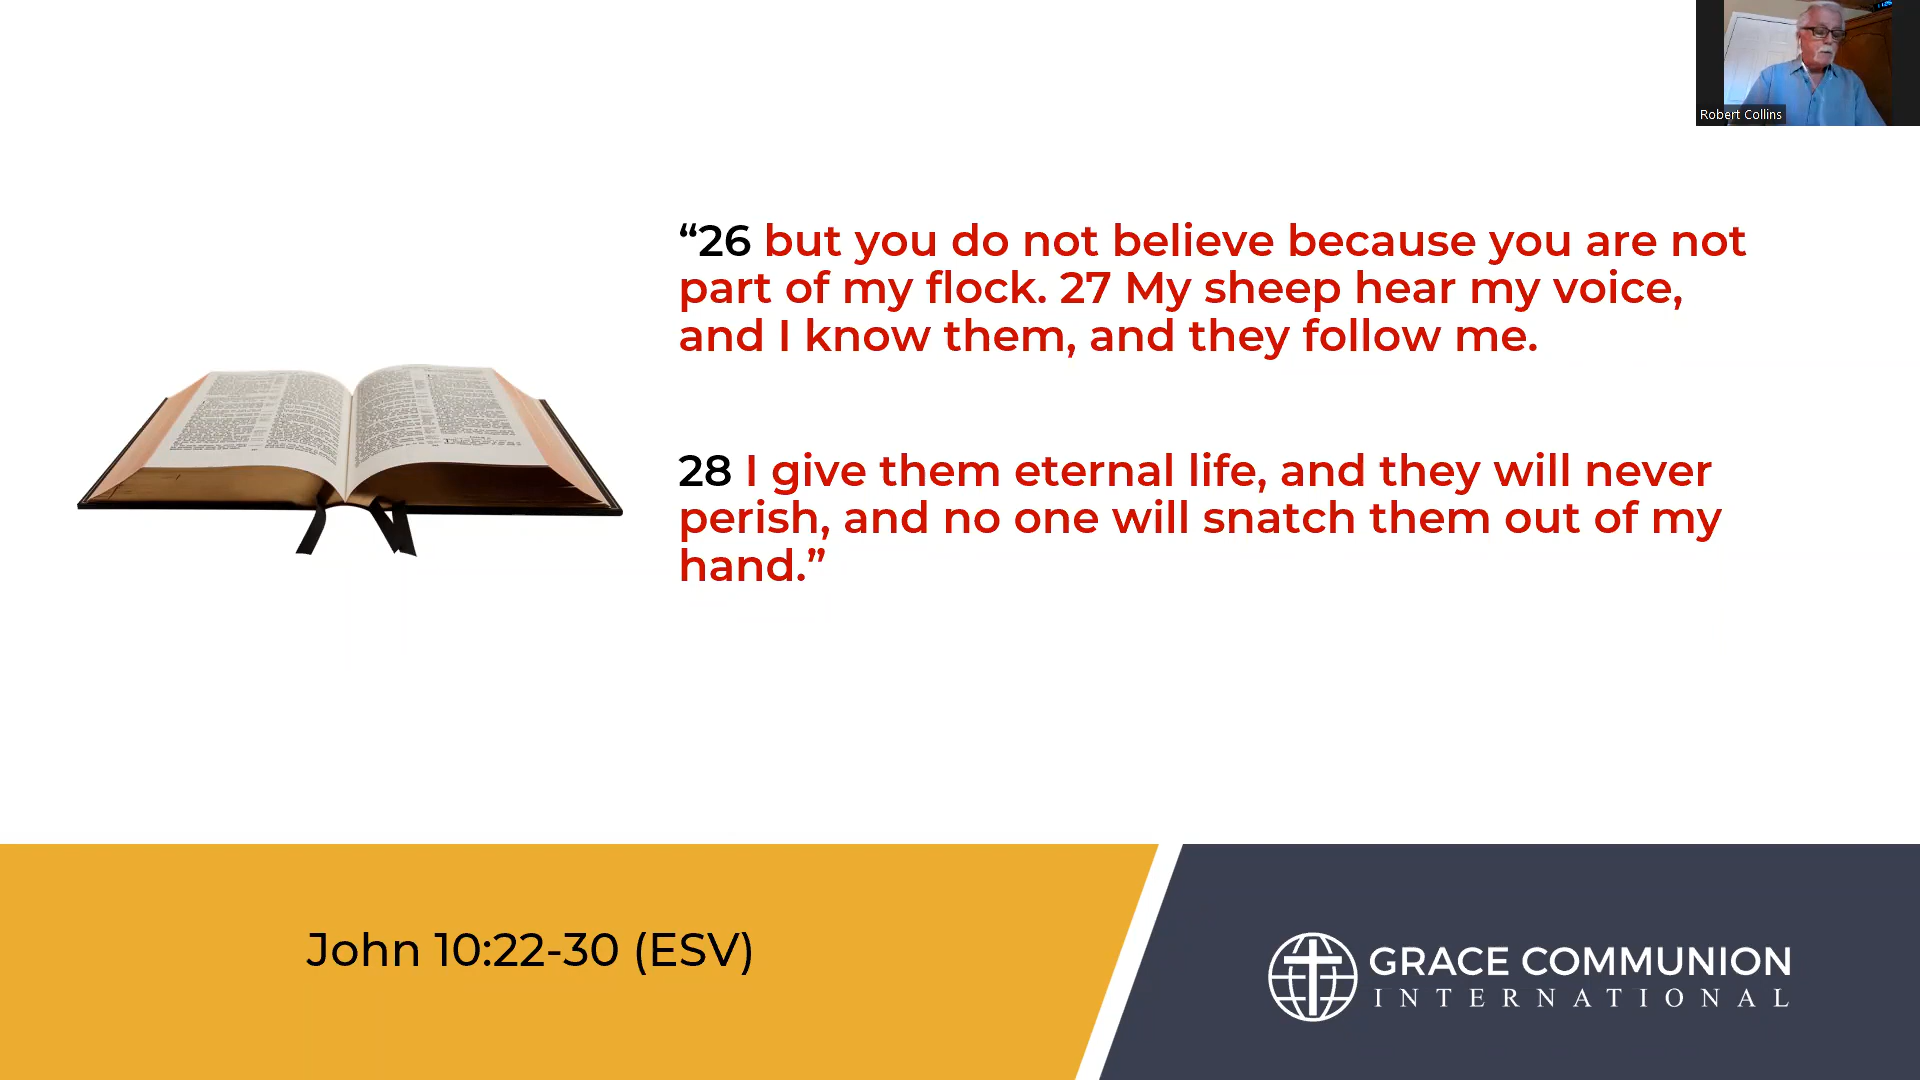 Robert Collins
“26 but you do not believe because you are not
part of my flock. 27 My sheep hear my voice,
and I know them, and they follow me.
28 I give them eternal life, and they will never
perish, and no one will snatch them out of my
hand.”
John 10:22-30 (ESV)
GRACE COMMUNION
INTERNATIONAL